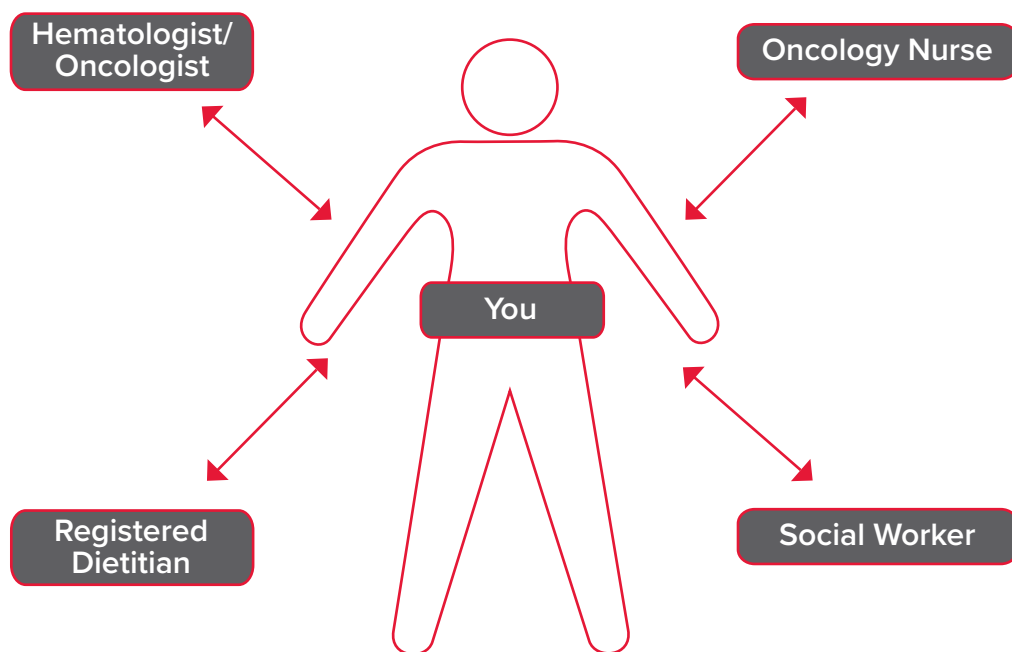 Hematologist/
Oncologist
Oncology Nurse
You
Registered
Dietitian
Social Worker